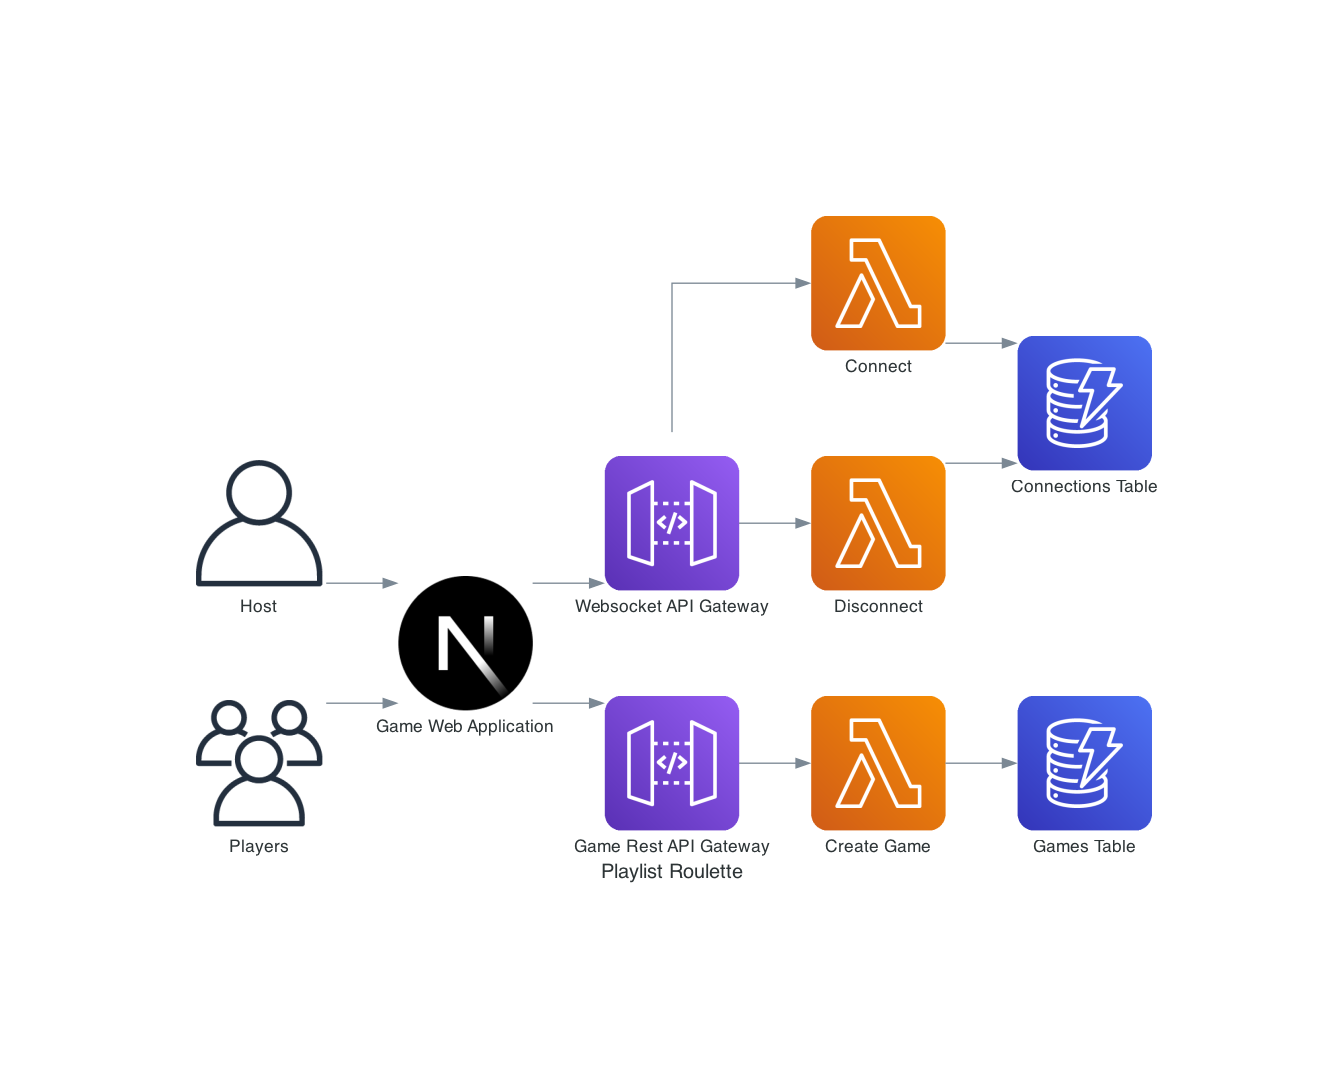 Connect
Connections Table
Host
Websocket API Gateway
Disconnect
Game Web Application
Players
Game Rest API Gateway
Create Game
Games Table
Playlist Roulette